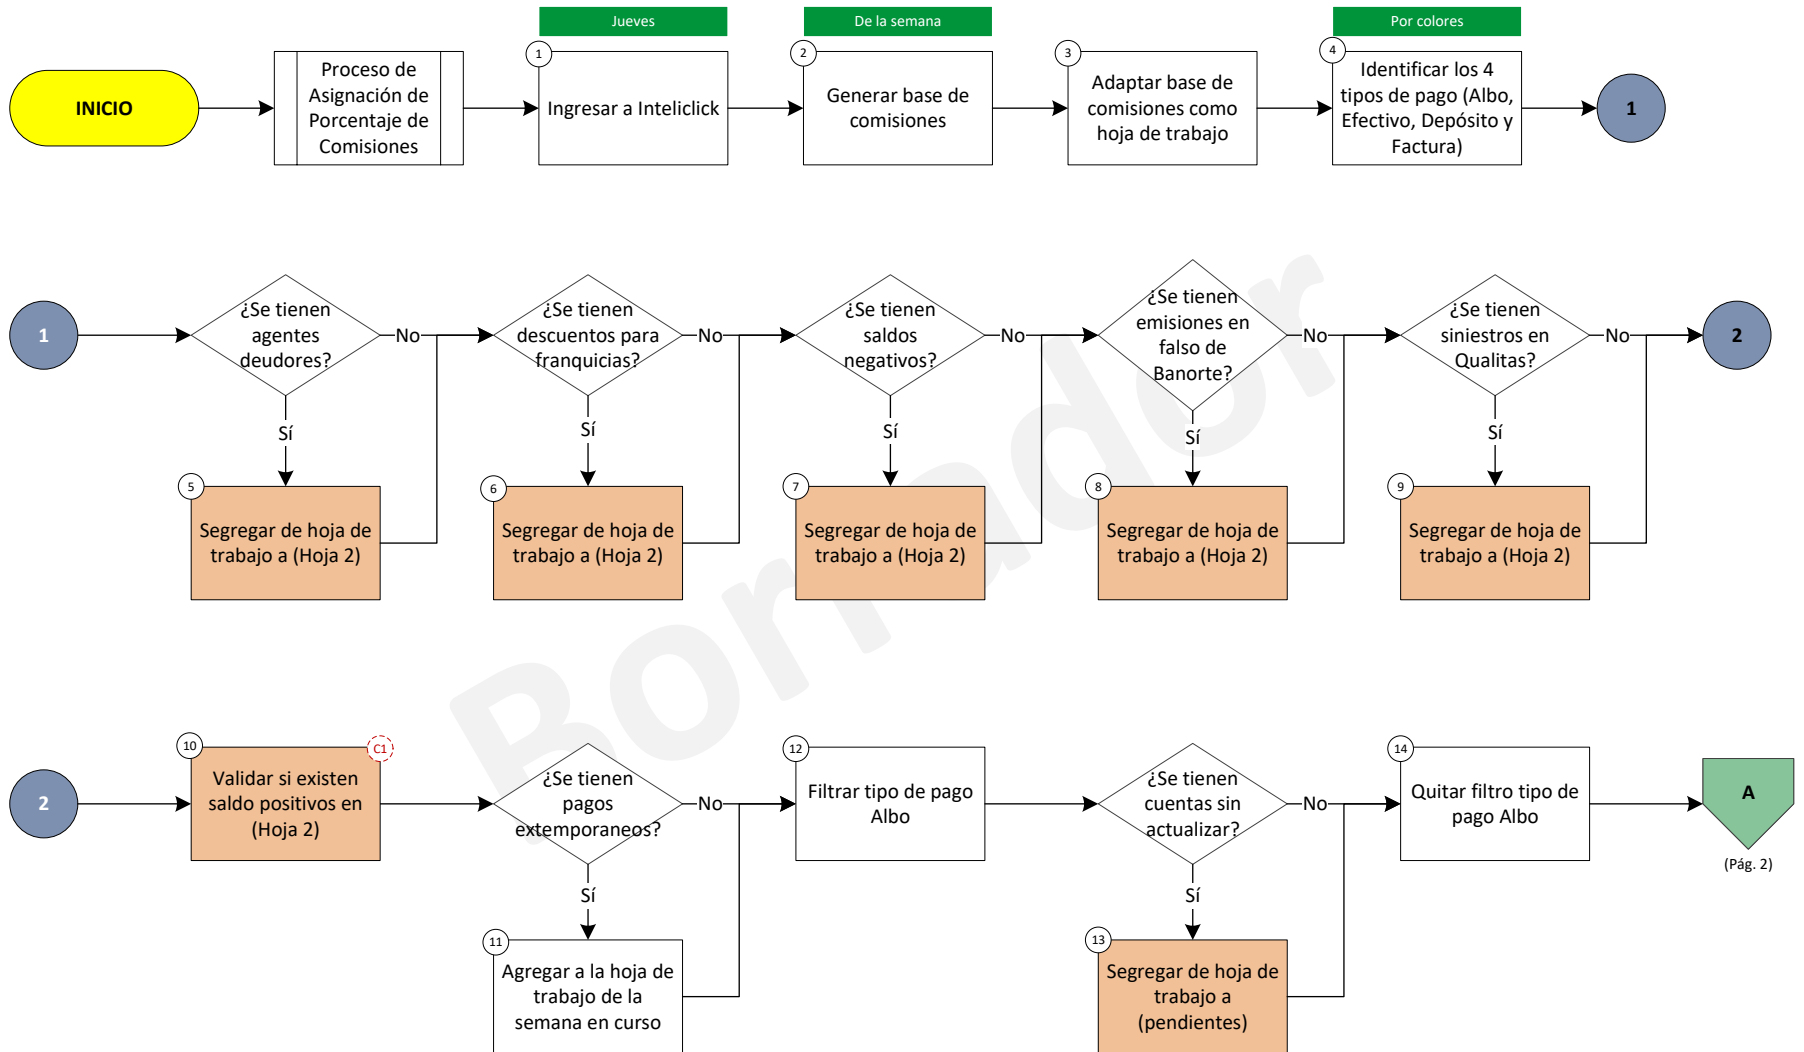 Jueves
De la semana
Por colores
INICIO
Proceso de
Asignación de
Porcentaje de
Comisiones
1
Ingresar a Inteliclick
2
Generar base de
comisiones
3
Adaptar base de
comisiones como
hoja de trabajo
4
Identificar los 4
tipos de pago (Albo,
Efectivo, Depósito y
Factura)
1
1
¿Se tienen
agentes
deudores?
No
¿Se tienen
descuentos para
franquicias?
No
¿Se tienen
saldos
negativos?
No
¿Se tienen
emisiones en
falso de
Banorte?
No
¿Se tienen
siniestros en
Qualitas?
No
2
Sí
Sí
Sí
Sí
Sí
5
Segregar de hoja de
trabajo a (Hoja 2)
6
Segregar de hoja de
trabajo a (Hoja 2)
7
Segregar de hoja de
trabajo a (Hoja 2)
8
Segregar de hoja de
trabajo a (Hoja 2)
9
Segregar de hoja de
trabajo a (Hoja 2)
Borrador
2
10
C1
Validar si existen
saldo positivos en
(Hoja 2)
¿Se tienen
pagos
extemporaneos?
No
12
Filtrar tipo de pago
Albo
¿Se tienen
cuentas sin
actualizar?
No
14
Quitar filtro tipo de
pago Albo
A
(Pág. 2)
Sí
Sí
11
Agregar a la hoja de
trabajo de la
semana en curso
13
Segregar de hoja de
trabajo a
(pendientes)